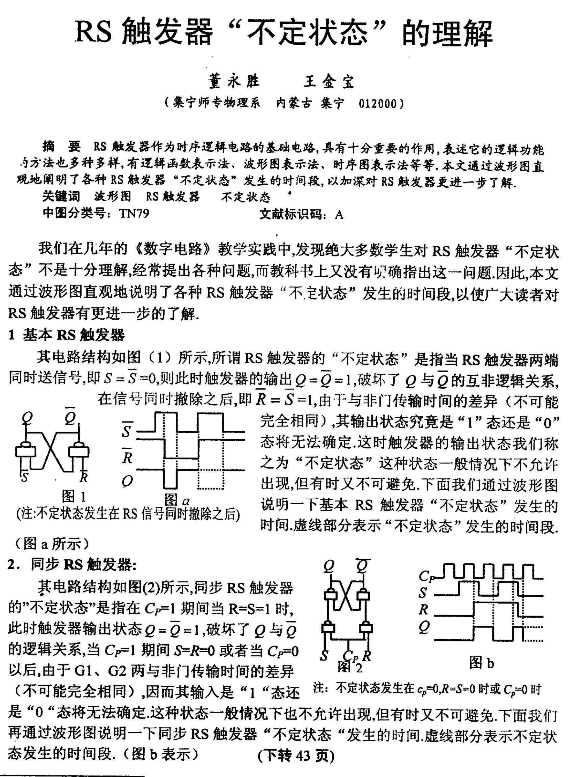 RS 触发器“不定状态”的理解
董永胜 王金宝
(集宁师专物理系 内蒙古 集宁 012000)
摘 要 RS 触发器作为时序逻辑电路的基础电路,具有十分重要的作用,表述它的逻辑功能
的方法也多种多样,有逻辑函数表示法、波形图表示法、时序图表示法等等.本文通过波形图直
观地阐明了各种 RS 触发器“不定状态”发生的时间段,以加深对 RS 触发器更进一步了解.
关键词 波形图 RS 触发器 不定状态
中图分类号: TN79 文献标识码: A
我们在几年的《数字电路》教学实践中,发现绝大多数学生对 RS 触发器“不定状
态”不是十分理解,经常提出各种问题,而教科书上又没有明确指出这一问题.因此,本文
通过波形图直观地说明了各种 RS 触发器“不定状态”发生的时间段,以使广大读者对
RS 触发器有更进一步的了解.
1 基本 RS 触发器
其电路结构如图（1）所示,所谓 RS 触发器的“不定状态”是指当 RS 触发器两端
同时送信号,即 S = S̅ =0,则此时触发器的输出 Q = Q̅ = 1,破坏了 Q 与 Q̅ 的互非逻辑关系,
在信号同时撤除之后,即 R̅ = S̅ =1,由于与非门传输时间的差异（不可能
完全相同）,其输出状态究竟是“1”态还是“0”
态将无法确定.这时触发器的输出状态我们称
之为“不定状态”这种状态一般情况下不允许
出现,但有时又不可避免.下面我们通过波形图
说明一下基本 RS 触发器“不定状态”发生的
时间.虚线部分表示“不定状态”发生的时间段.
Q Q̅
S R
图 1
S̅
R̅
Q
图 a
(注:不定状态发生在 RS 信号同时撤除之后)
（图 a 所示）
2．同步 RS 触发器:
其电路结构如图(2)所示,同步 RS 触发器
的”不定状态”是指在 CP=1 期间当 R=S=1 时,
此时触发器输出状态 Q = Q̅ = 1,破坏了 Q 与 Q̅
的逻辑关系,当 CP=1 期间 S=R=0 或者当 CP=0
以后,由于 G1、G2 两与非门传输时间的差异
（不可能完全相同）,因而其输入是“1“态还
是“0“态将无法确定.这种状态一般情况下也不允许出现,但有时又不可避免.下面我们
再通过波形图说明一下同步 RS 触发器“不定状态“发生的时间.虚线部分表示不定状
态发生的时间段.（图 b 表示）
Q Q̅
S CP R
图 2
CP
S
R
Q
图 b
注: 不定状态发生在 cp=0,R=S=0 时或 CP=0 时
(下转 43 页)